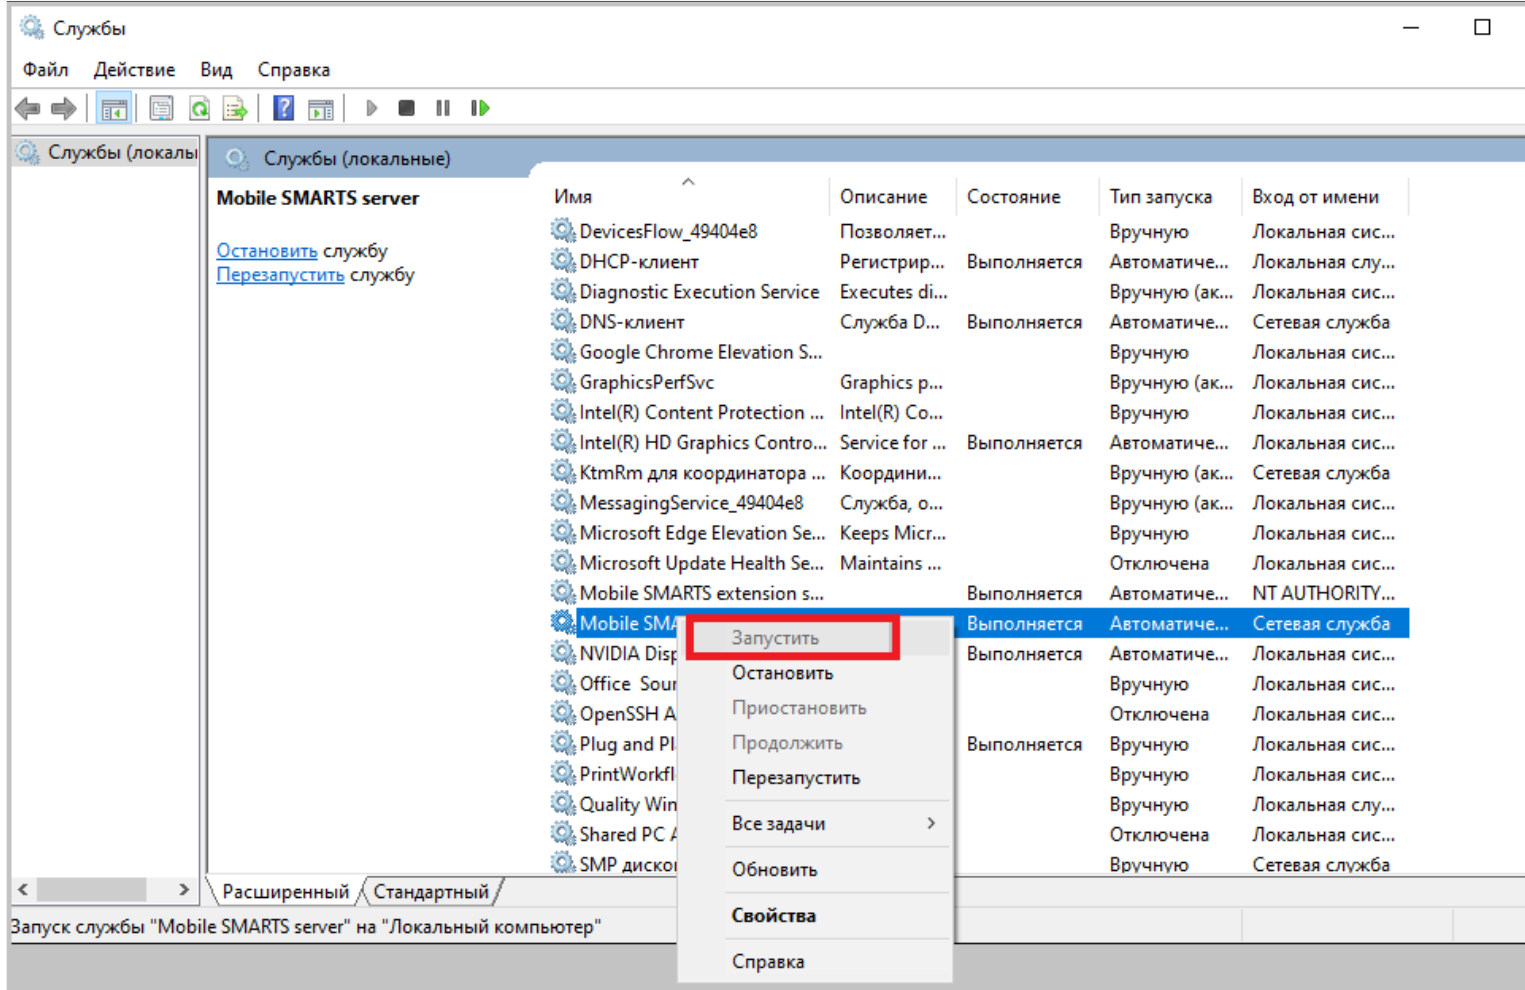 Службы
Файл Действие Вид Справка
Службы (локалы
Службы (локальные)
Mobile SMARTS server
Остановить службу
Перезапустить службу
Имя Описание Состояние Тип запуска Вход от имени
DevicesFlow_49404e8 Позволяет... Вручную Локальная сис...
DHCP-клиент Регистрир... Выполняется Автоматиче... Локальная слу...
Diagnostic Execution Service Executes di... Вручную (ак... Локальная сис...
DNS-клиент Служба D... Выполняется Автоматиче... Сетевая служба
Google Chrome Elevation S... Вручную Локальная сис...
GraphicsPerfSvc Graphics p... Вручную (ак... Локальная сис...
Intel(R) Content Protection ... Intel(R) Co... Вручную Локальная сис...
Intel(R) HD Graphics Contro... Service for ... Выполняется Автоматиче... Локальная сис...
KtmRm для координатора ... Координи... Вручную (ак... Сетевая служба
MessagingService_49404e8 Служба, о... Вручную (ак... Локальная сис...
Microsoft Edge Elevation Se... Keeps Micr... Вручную Локальная сис...
Microsoft Update Health Se... Maintains ... Отключена Локальная сис...
Mobile SMARTS extension s... Выполняется Автоматиче... NT AUTHORITY...
Mobile SMA Выполняется Автоматиче... Сетевая служба
NVIDIA Disp Выполняется Автоматиче... Локальная сис...
Office Sour Вручную Локальная сис...
OpenSSH A Отключена Локальная сис...
Plug and Pl Выполняется Вручную Локальная сис...
PrintWorkfl Вручную Локальная сис...
Quality Win Вручную Локальная слу...
Shared PC A Отключена Локальная сис...
SMP диско Вручную Сетевая служба
Запустить
Остановить
Приостановить
Продолжить
Перезапустить
Все задачи
Обновить
Свойства
Справка
Расширенный Стандартный
Запуск службы "Mobile SMARTS server" на "Локальный компьютер"